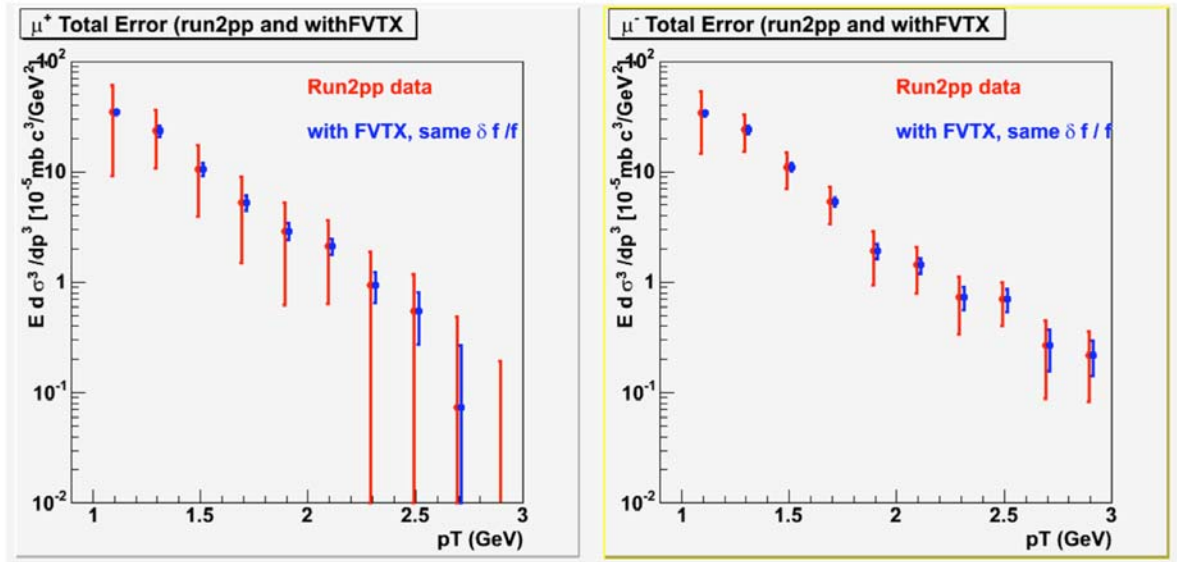 μ⁺ Total Error (run2pp and withFVTX
E d σ³ /dp³ [10⁻⁵ mb c³/GeV²]
10²
10
1
10⁻¹
10⁻²
Run2pp data
with FVTX, same δ f /f
1
1.5
2
2.5
3
pT (GeV)
μ⁻ Total Error (run2pp and withFVTX
E d σ³ /dp³ [10⁻⁵ mb c³/GeV²]
10²
10
1
10⁻¹
10⁻²
Run2pp data
with FVTX, same δ f / f
1
1.5
2
2.5
3
pT (GeV)